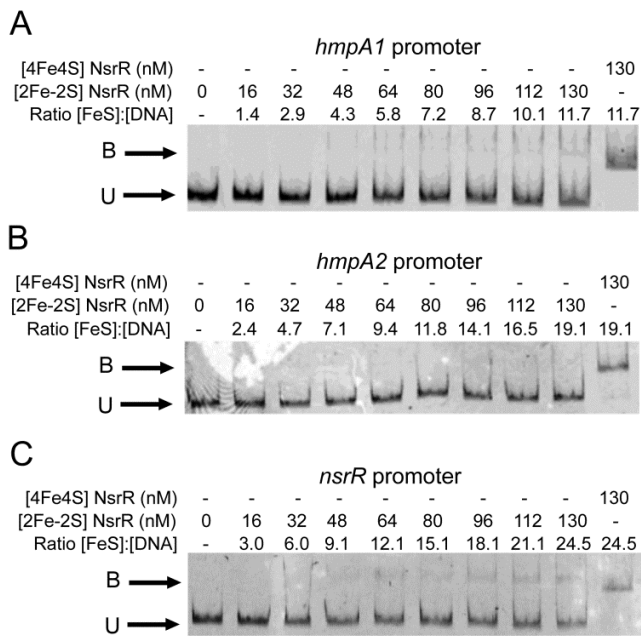 A
hmpA1 promoter
[4Fe4S] NsrR (nM) - - - - - - - - - 130
[2Fe-2S] NsrR (nM) 0 16 32 48 64 80 96 112 130 -
Ratio [FeS]:[DNA] - 1.4 2.9 4.3 5.8 7.2 8.7 10.1 11.7 11.7
B
U
B
hmpA2 promoter
[4Fe4S] NsrR (nM) - - - - - - - - - 130
[2Fe-2S] NsrR (nM) 0 16 32 48 64 80 96 112 130 -
Ratio [FeS]:[DNA] - 2.4 4.7 7.1 9.4 11.8 14.1 16.5 19.1 19.1
B
U
C
nsrR promoter
[4Fe4S] NsrR (nM) - - - - - - - - - 130
[2Fe-2S] NsrR (nM) 0 16 32 48 64 80 96 112 130 -
Ratio [FeS]:[DNA] - 3.0 6.0 9.1 12.1 15.1 18.1 21.1 24.5 24.5
B
U